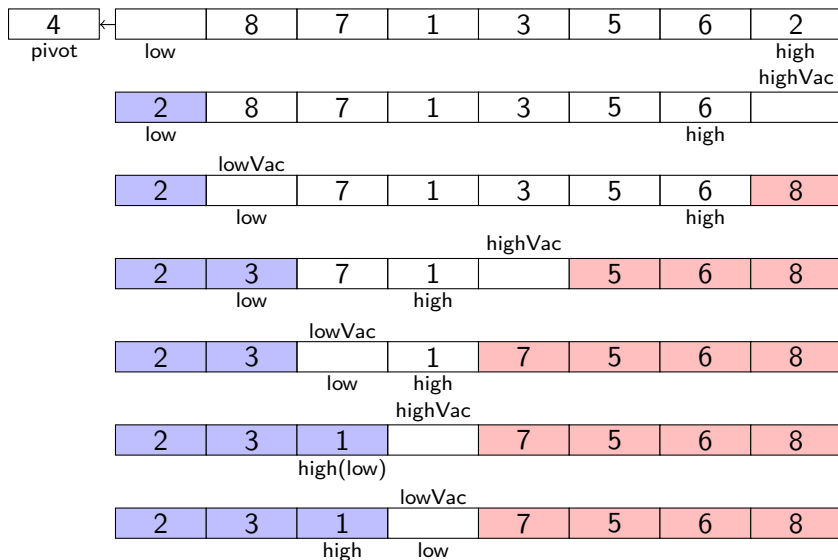 4 8 7 1 3 5 6 2
pivot low high
highVac
2 8 7 1 3 5 6
low high
lowVac
2 7 1 3 5 6 8
low high
highVac
2 3 7 1 5 6 8
low high
lowVac
2 3 1 7 5 6 8
low high
highVac
2 3 1 7 5 6 8
high(low)
lowVac
2 3 1 7 5 6 8
high low